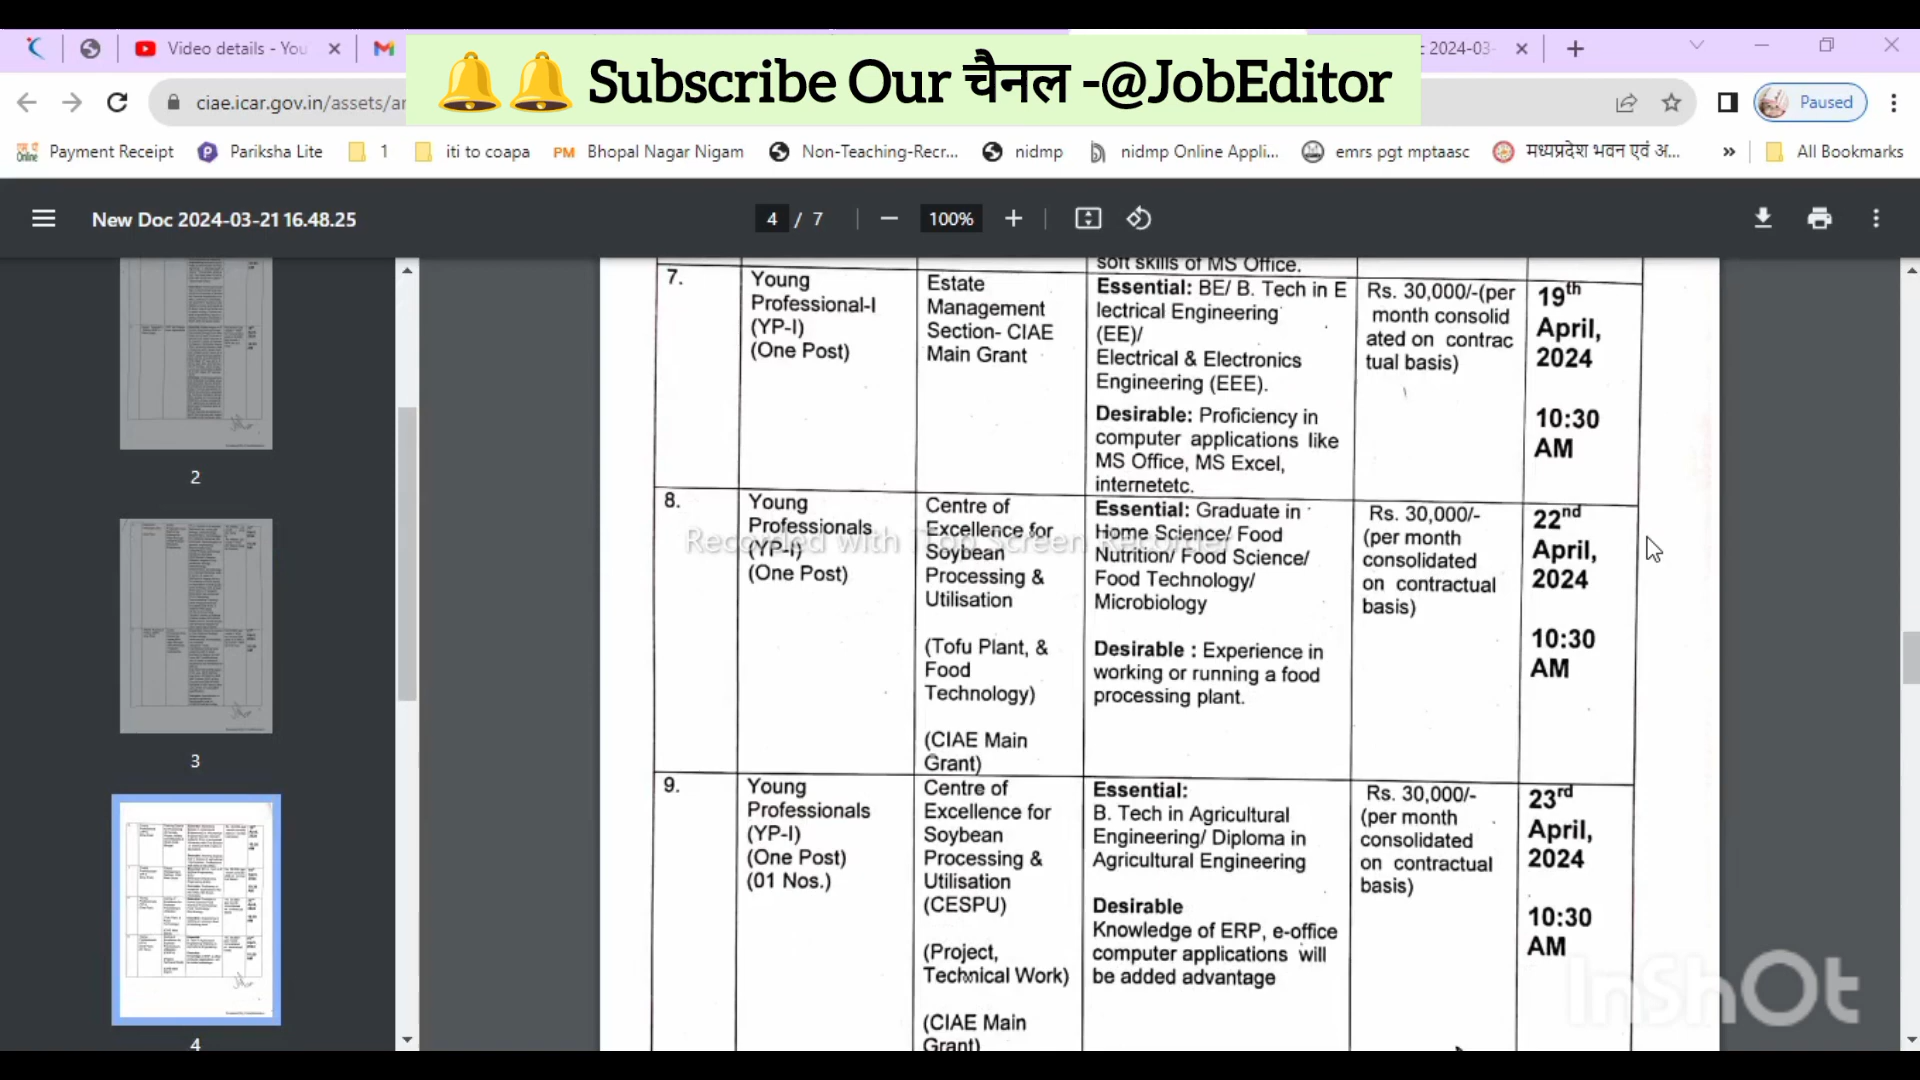 Video details - You
🔔🔔 Subscribe Our चैनल -@JobEditor
2024-03-
ciae.icar.gov.in/assets/ar
Paused
Payment Receipt
Pariksha Lite
1
iti to coapa
PM Bhopal Nagar Nigam
Non-Teaching-Recr...
nidmp
nidmp Online Appli...
emrs pgt mptaasc
मध्यप्रदेश भवन एवं अ...
»
All Bookmarks
New Doc 2024-03-21 16.48.25
4 / 7
100%
2
3
4
soft skills of MS Office.
7.
Young
Professional-I
(YP-I)
(One Post)
Estate
Management
Section- CIAE
Main Grant
Essential: BE/ B. Tech in E
lectrical Engineering
(EE)/
Electrical & Electronics
Engineering (EEE).
Desirable: Proficiency in
computer applications like
MS Office, MS Excel,
internetetc.
Rs. 30,000/-(per
month consolid
ated on contrac
tual basis)
19th
April,
2024
10:30
AM
8.
Young
Professionals
(YP-I)
(One Post)
Centre of
Excellence for
Soybean
Processing &
Utilisation
(Tofu Plant, &
Food
Technology)
(CIAE Main
Grant)
Essential: Graduate in
Home Science/ Food
Nutrition/ Food Science/
Food Technology/
Microbiology
Desirable : Experience in
working or running a food
processing plant.
Rs. 30,000/-
(per month
consolidated
on contractual
basis)
22nd
April,
2024
10:30
AM
Recorded with iTop Screen Recorder
9.
Young
Professionals
(YP-I)
(One Post)
(01 Nos.)
Centre of
Excellence for
Soybean
Processing &
Utilisation
(CESPU)
(Project,
Technical Work)
(CIAE Main
Grant)
Essential:
B. Tech in Agricultural
Engineering/ Diploma in
Agricultural Engineering
Desirable
Knowledge of ERP, e-office
computer applications will
be added advantage
Rs. 30,000/-
(per month
consolidated
on contractual
basis)
23rd
April,
2024
10:30
AM
InShOt